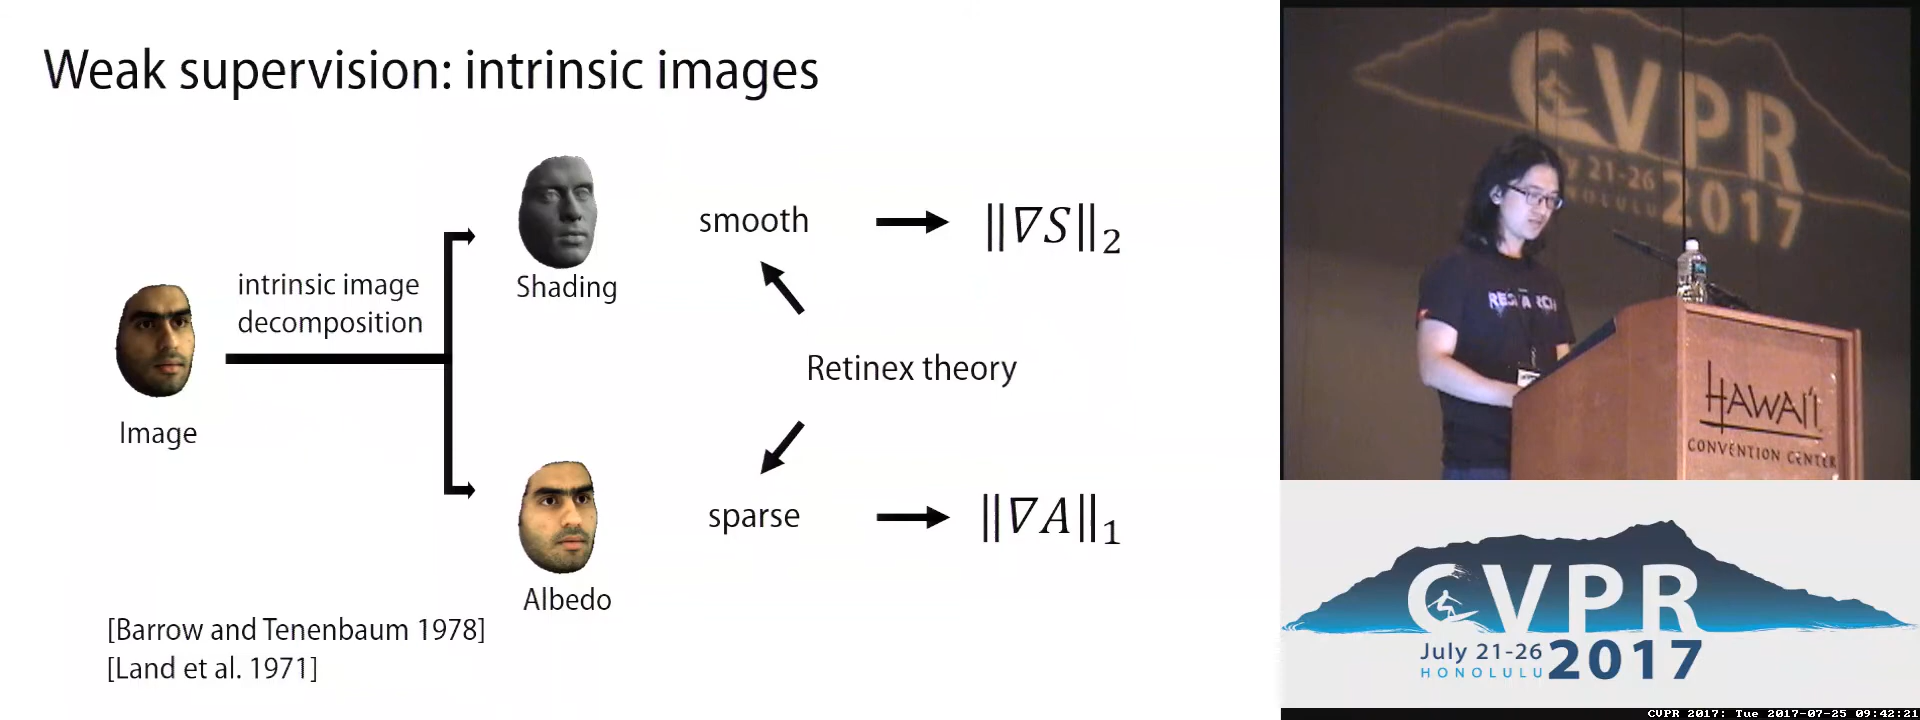 Weak supervision: intrinsic images
intrinsic image
decomposition
Image
Shading
Albedo
smooth
Retinex theory
sparse
‖∇S‖₂
‖∇A‖₁
[Barrow and Tenenbaum 1978]
[Land et al. 1971]
CVPR
July 21-26
HONOLULU 2017
HAWAI'I
CONVENTION CENTER
CVPR
July 21-26
HONOLULU 2017
CVPR 2017: Tue 2017-07-25 09:42:21